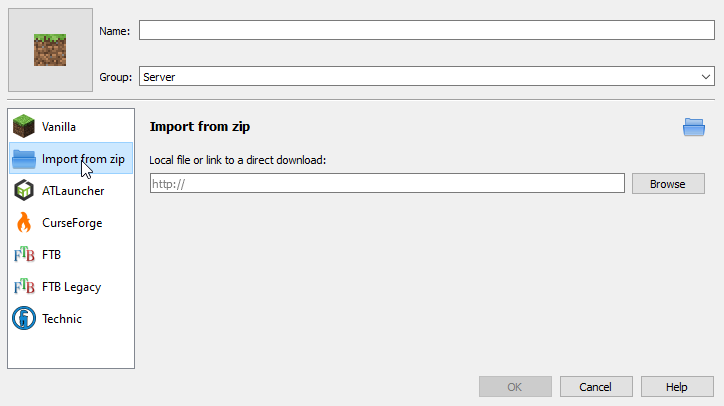 Name:
Group: Server
Vanilla
Import from zip
ATLauncher
CurseForge
FTB
FTB Legacy
Technic
Import from zip
Local file or link to a direct download:
http://
Browse
OK
Cancel
Help